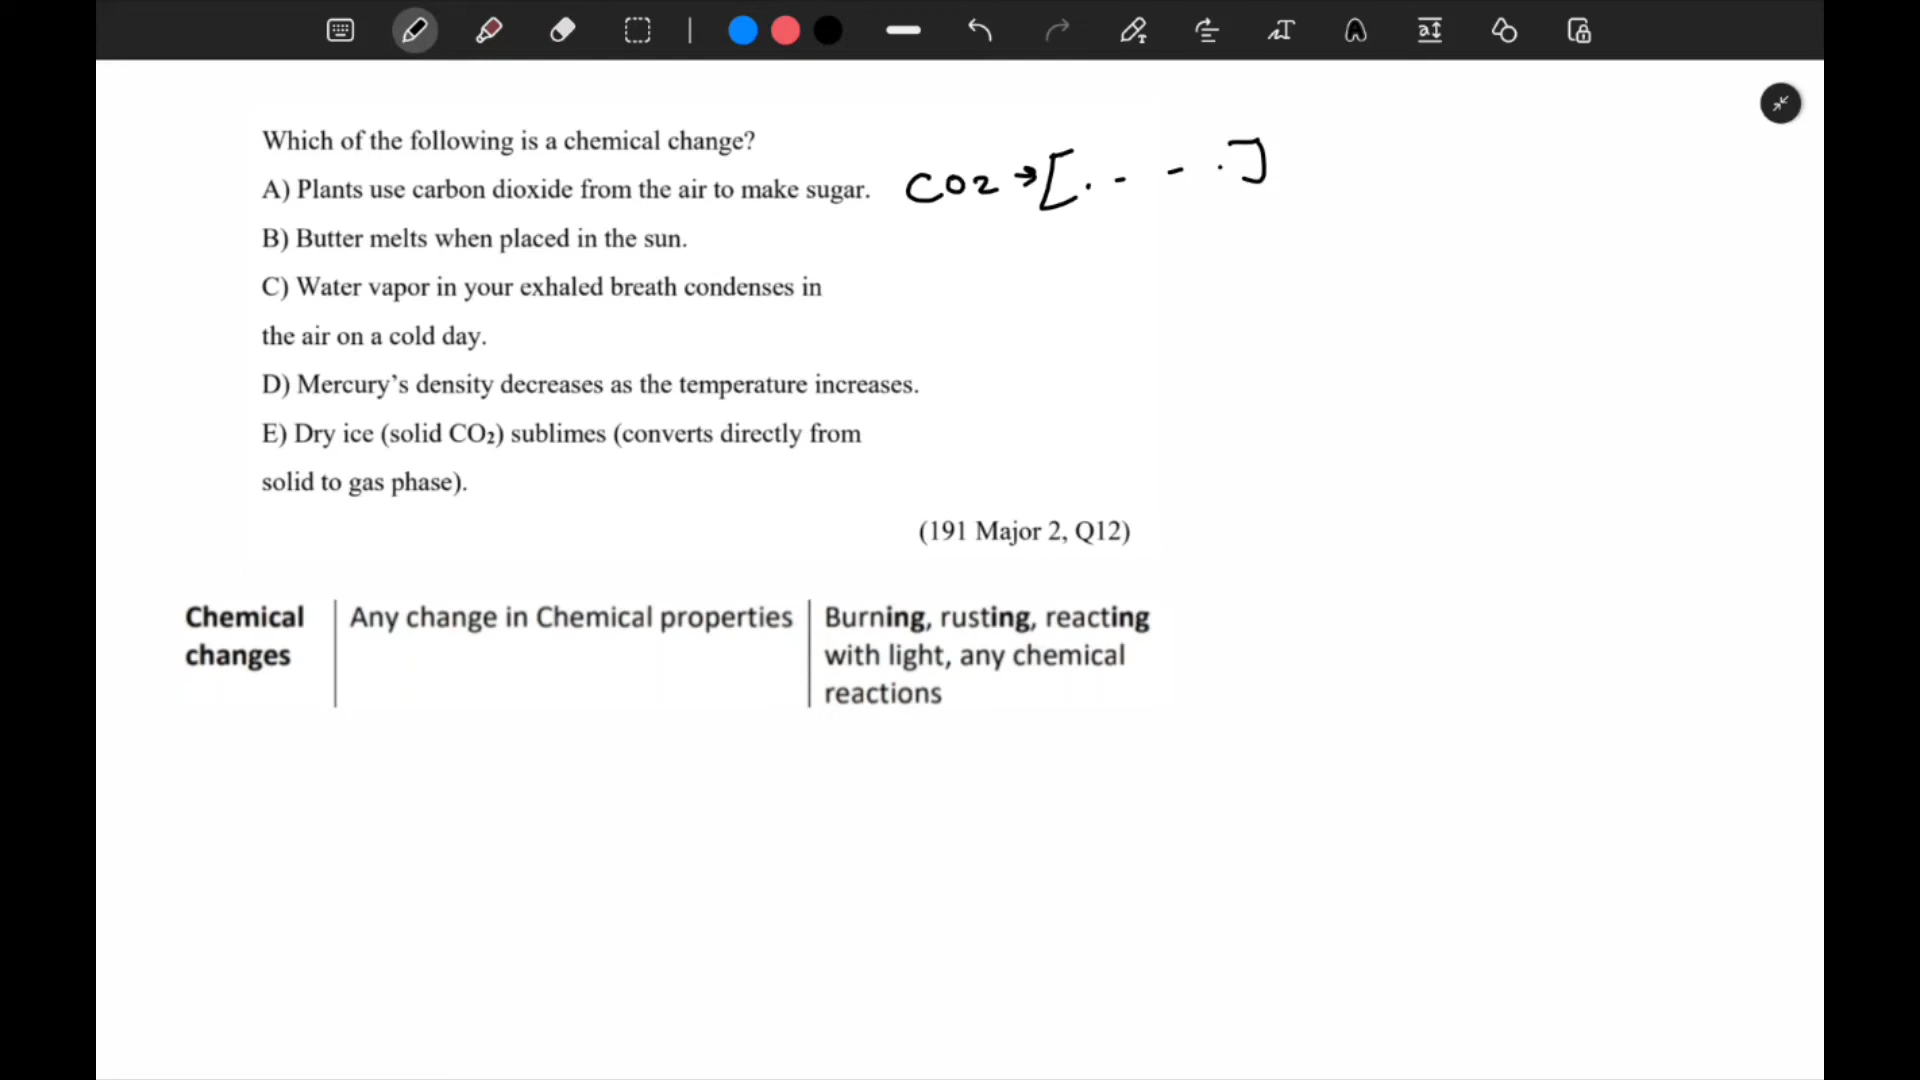 Which of the following is a chemical change?
A) Plants use carbon dioxide from the air to make sugar. CO2 → [. - - .]
B) Butter melts when placed in the sun.
C) Water vapor in your exhaled breath condenses in
the air on a cold day.
D) Mercury’s density decreases as the temperature increases.
E) Dry ice (solid CO₂) sublimes (converts directly from
solid to gas phase).
(191 Major 2, Q12)
Chemical changes
Any change in Chemical properties
Burning, rusting, reacting
with light, any chemical
reactions